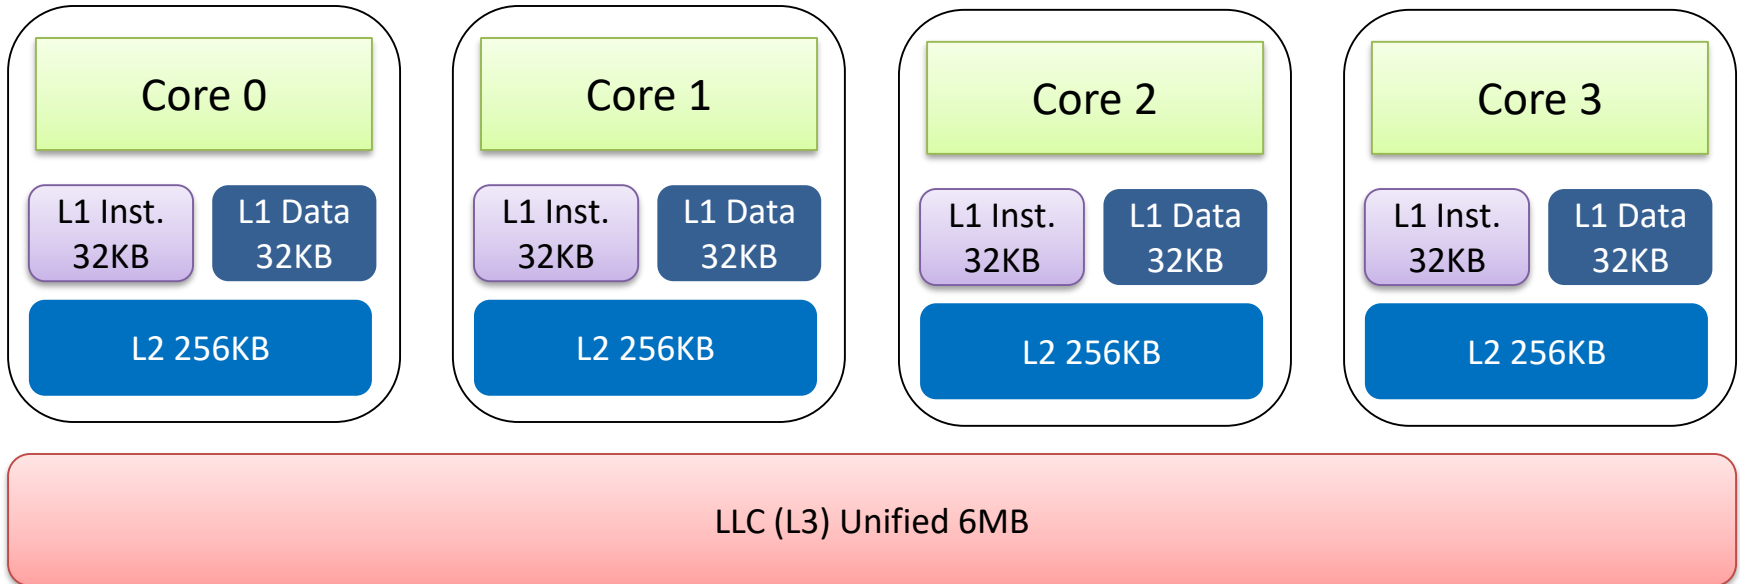 Core 0
Core 1
Core 2
Core 3
L1 Inst.
32KB
L1 Data
32KB
L1 Inst.
32KB
L1 Data
32KB
L1 Inst.
32KB
L1 Data
32KB
L1 Inst.
32KB
L1 Data
32KB
L2 256KB
L2 256KB
L2 256KB
L2 256KB
LLC (L3) Unified 6MB